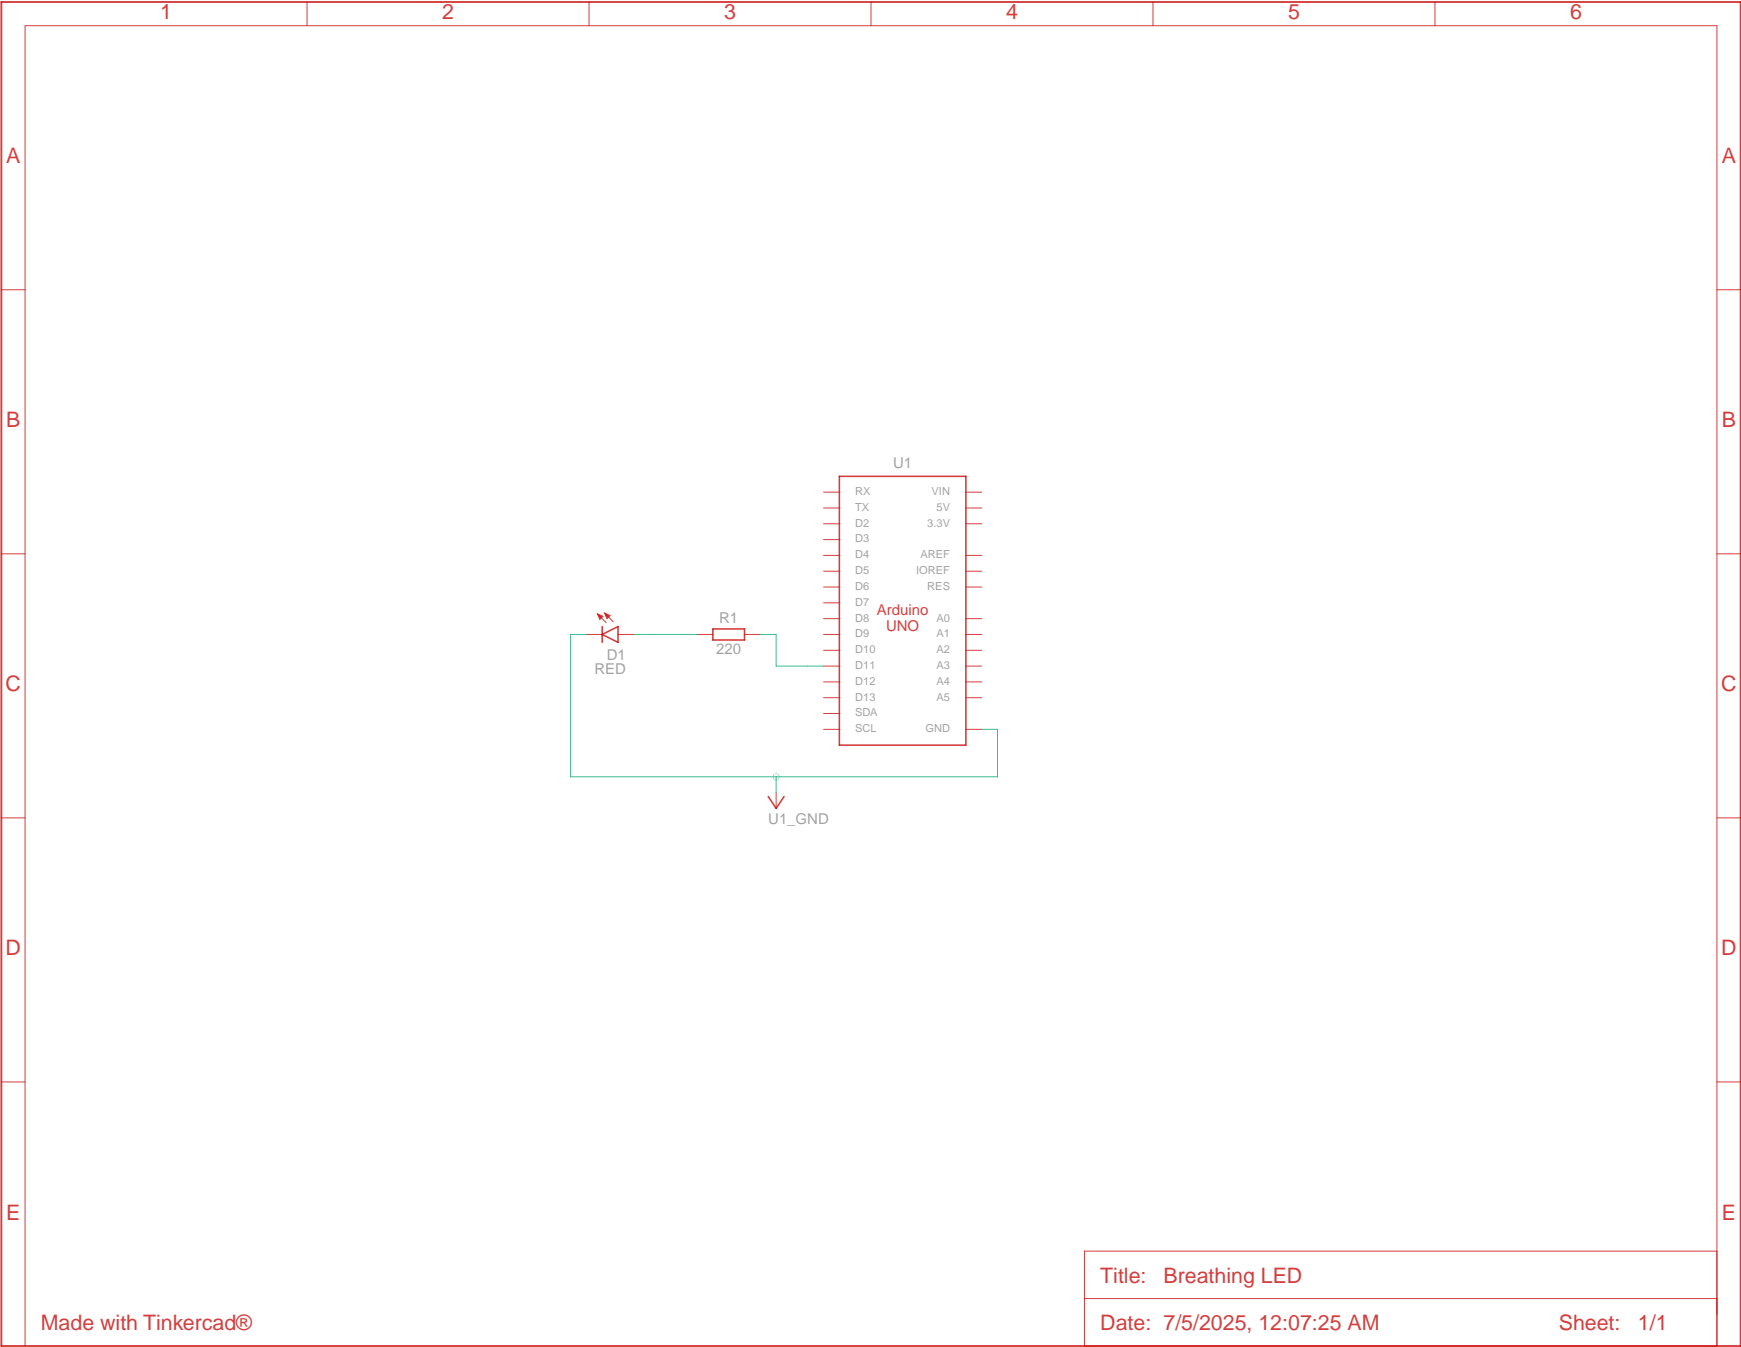 1 2 3 4 5 6
A A
B B
U1
RX VIN
TX 5V
D2 3.3V
D3
D4 AREF
D5 IOREF
D6 RES
D7
Arduino
D8 A0
UNO
D9 A1
D10 A2
D11 A3
D12 A4
D13 A5
SDA
SCL GND
R1
220
D1
RED
C C
U1_GND
D D
E E
Title: Breathing LED
Date: 7/5/2025, 12:07:25 AM Sheet: 1/1
Made with Tinkercad®